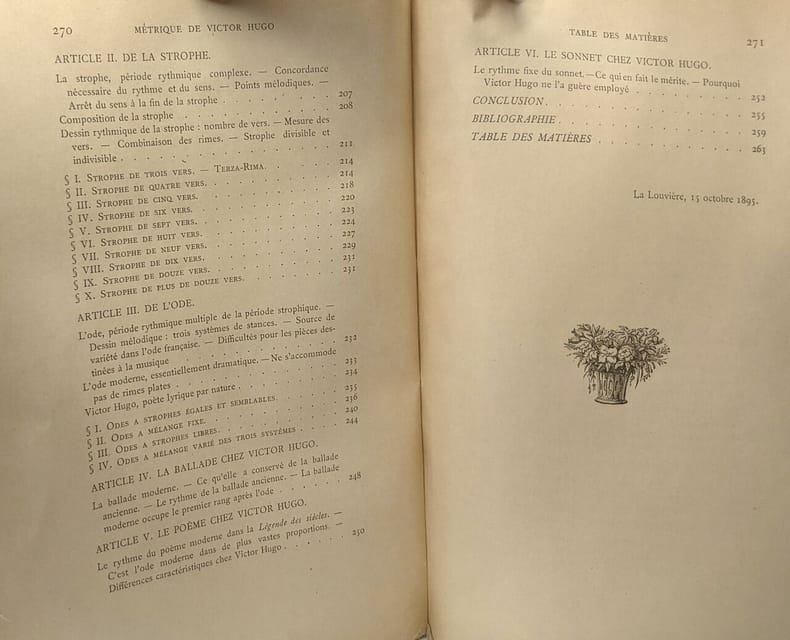 270 MÉTRIQUE DE VICTOR HUGO
ARTICLE II. DE LA STROPHE.
La strophe, période rythmique complexe. — Concordance
nécessaire du rythme et du sens. — Points mélodiques. —
Arrêt du sens à la fin de la strophe . . . . . . . 207
Composition de la strophe . . . . . . . . . . 208
Dessin rythmique de la strophe : nombre de vers. — Mesure des
vers. — Combinaison des rimes. — Strophe divisible et
indivisible . . . . . . . . . . . . . . 211
§ I. STROPHE DE TROIS VERS. — TERZA-RIMA. . . . . . 214
§ II. STROPHE DE QUATRE VERS. . . . . . . . . 214
§ III. STROPHE DE CINQ VERS. . . . . . . . . 218
§ IV. STROPHE DE SIX VERS. . . . . . . . . 220
§ V. STROPHE DE SEPT VERS. . . . . . . . . 223
§ VI. STROPHE DE HUIT VERS. . . . . . . . . 224
§ VII. STROPHE DE NEUF VERS. . . . . . . . . 227
§ VIII. STROPHE DE DIX VERS. . . . . . . . . 229
§ IX. STROPHE DE DOUZE VERS. . . . . . . . . 231
§ X. STROPHE DE PLUS DE DOUZE VERS. . . . . . . 231
ARTICLE III. DE L'ODE.
L'ode, période rythmique multiple de la période strophique. —
Dessin mélodique : trois systèmes de stances. — Source de
variété dans l'ode française. — Difficultés pour les pièces des-
tinées à la musique . . . . . . . . . . 232
L'ode moderne, essentiellement dramatique. — Ne s'accommode
pas de rimes plates . . . . . . . . . . 233
Victor Hugo, poète lyrique par nature . . . . . . . 234
§ I. ODES A STROPHES ÉGALES ET SEMBLABLES. . . . . 235
§ II. ODES A MÉLANGE FIXE. . . . . . . . . 236
§ III. ODES A STROPHES LIBRES. . . . . . . . 240
§ IV. ODES A MÉLANGE VARIÉ DES TROIS SYSTÈMES . . . . 244
ARTICLE IV. LA BALLADE CHEZ VICTOR HUGO.
La ballade moderne. — Ce qu'elle a conservé de la ballade
ancienne. — Le rythme de la ballade ancienne. — La ballade
moderne occupe le premier rang après l'ode . . . . . 248
ARTICLE V. LE POÈME CHEZ VICTOR HUGO.
Le rythme du poème moderne dans la Légende des siècles. —
C'est l'ode moderne dans de plus vastes proportions. —
Différences caractéristiques chez Victor Hugo . . . . . 250
TABLE DES MATIÈRES 271
ARTICLE VI. LE SONNET CHEZ VICTOR HUGO.
Le rythme fixe du sonnet. — Ce qui en fait le mérite. — Pourquoi
Victor Hugo ne l'a guère employé . . . . . . . 252
CONCLUSION. . . . . . . . . . . . 255
BIBLIOGRAPHIE . . . . . . . . . . . 259
TABLE DES MATIÈRES . . . . . . . . . 263
La Louvière, 15 octobre 1895.